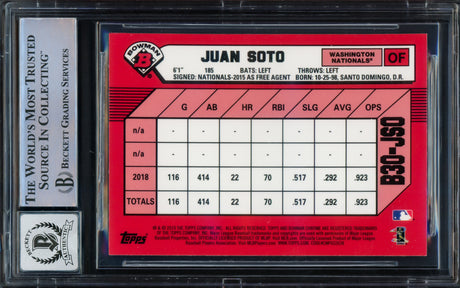 THE WORLD'S MOST TRUSTED
SOURCE IN COLLECTING™
BECKETT GRADING SERVICES
BECKETT
AUTHENTIC
BOWMAN
B
JUAN SOTO
WASHINGTON
NATIONALS®
OF
6'1" 185 BATS: LEFT THROWS: LEFT
SIGNED: NATIONALS-2015 AS FREE AGENT BORN: 10-25-98, SANTO DOMINGO, D.R.
G AB HR RBI SLG AVG OPS
n/a - - - - - - -
n/a - - - - - - -
2018 116 414 22 70 .517 .292 .923
TOTALS 116 414 22 70 .517 .292 .923
B30-JSO
Topps